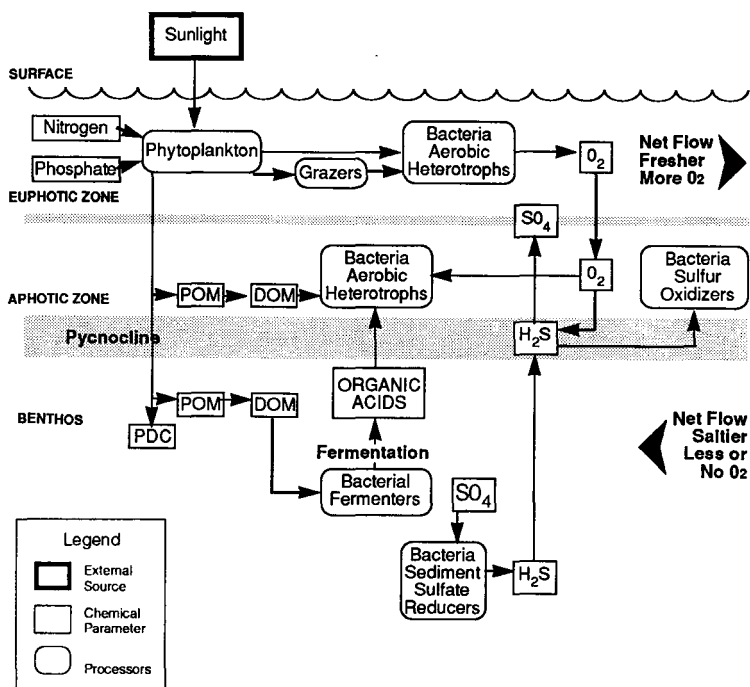 Sunlight
SURFACE
Nitrogen
Phosphate
Phytoplankton
Grazers
Bacteria
Aerobic
Heterotrophs
O2
Net Flow
Fresher
More O2
EUPHOTIC ZONE
SO4
Bacteria
Aerobic
Heterotrophs
O2
Bacteria
Sulfur
Oxidizers
APHOTIC ZONE
POM
DOM
Pycnocline
H2S
ORGANIC
ACIDS
BENTHOS
POM
DOM
PDC
Fermentation
Bacterial
Fermenters
SO4
Net Flow
Saltier
Less or
No O2
Bacteria
Sediment
Sulfate
Reducers
H2S
Legend
External
Source
Chemical
Parameter
Processors